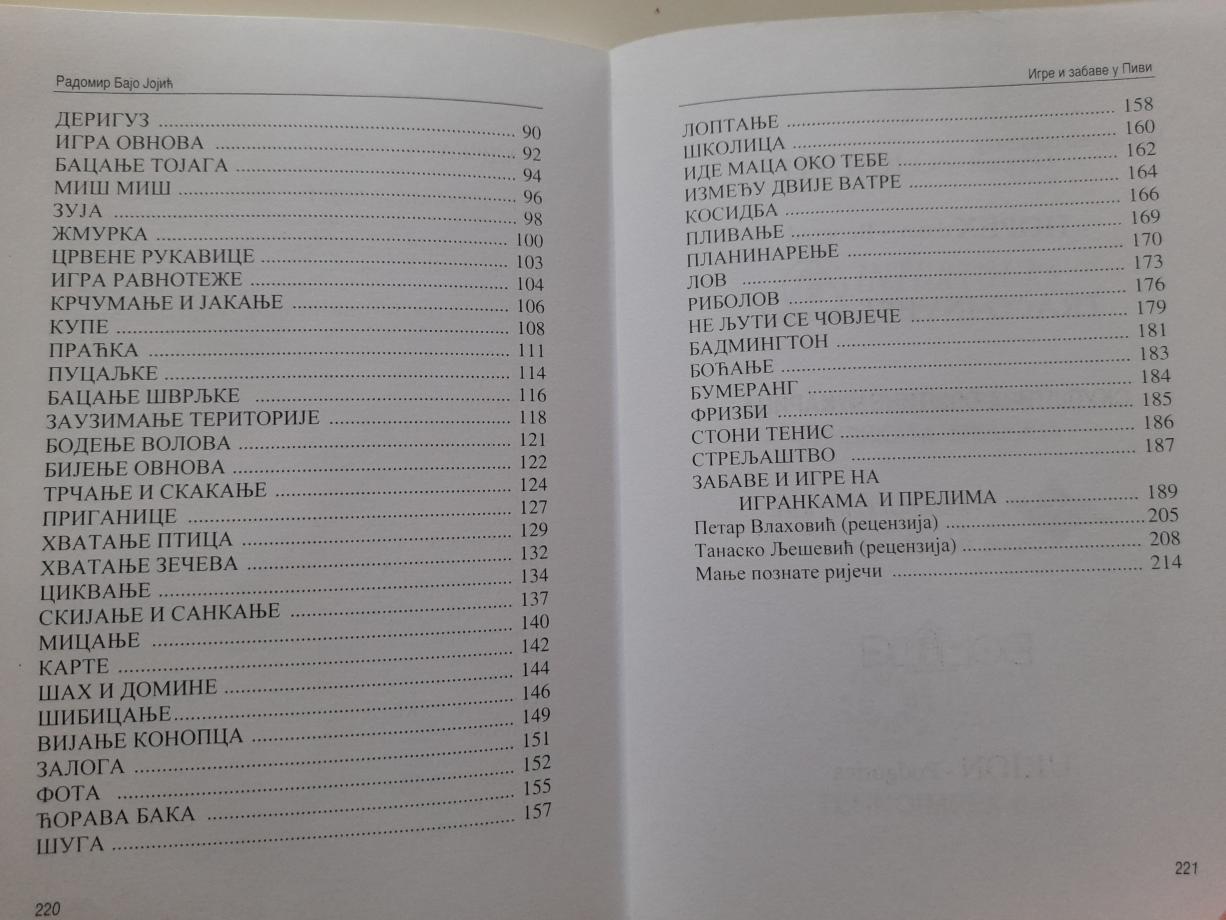 Радомир Бајо Јојић
ДЕРИГУЗ ........ 90
ИГРА ОВНОВА ........ 92
БАЦАЊЕ ТОЈАГА ........ 94
МИШ МИШ ........ 96
ЗУЈА ........ 98
ЖМУРКА ........ 100
ЦРВЕНЕ РУКАВИЦЕ ........ 103
ИГРА РАВНОТЕЖЕ ........ 104
КРЧУМАЊЕ И ЈАКАЊЕ ........ 106
КУПЕ ........ 108
ПРАЋКА ........ 111
ПУЦАЉКЕ ........ 114
БАЦАЊЕ ШВРЉКЕ ........ 116
ЗАУЗИМАЊЕ ТЕРИТОРИЈЕ ........ 118
БОДЕЊЕ ВОЛОВА ........ 121
БИЈЕЊЕ ОВНОВА ........ 122
ТРЧАЊЕ И СКАКАЊЕ ........ 124
ПРИГАНИЦЕ ........ 127
ХВАТАЊЕ ПТИЦА ........ 129
ХВАТАЊЕ ЗЕЧЕВА ........ 132
ЦИКВАЊЕ ........ 134
СКИЈАЊЕ И САНКАЊЕ ........ 137
МИЦАЊЕ ........ 140
КАРТЕ ........ 142
ШАХ И ДОМИНЕ ........ 144
ШИБИЦАЊЕ ........ 146
ВИЈАЊЕ КОНОПЦА ........ 149
ЗАЛОГА ........ 151
ФОТА ........ 152
ЋОРАВА БАКА ........ 155
ШУГА ........ 157
220
Игре и забаве у Пиви
ЛОПТАЊЕ ........ 158
ШКОЛИЦА ........ 160
ИДЕ МАЦА ОКО ТЕБЕ ........ 162
ИЗМЕЂУ ДВИЈЕ ВАТРЕ ........ 164
КОСИДБА ........ 166
ПЛИВАЊЕ ........ 169
ПЛАНИНАРЕЊЕ ........ 170
ЛОВ ........ 173
РИБОЛОВ ........ 176
НЕ ЉУТИ СЕ ЧОВЈЕЧЕ ........ 179
БАДМИНГТОН ........ 181
БОЋАЊЕ ........ 183
БУМЕРАНГ ........ 184
ФРИЗБИ ........ 185
СТОНИ ТЕНИС ........ 186
СТРЕЉАШТВО ........ 187
ЗАБАВЕ И ИГРЕ НА
ИГРАНКАМА И ПРЕЛИМА ........ 189
Петар Влаховић (рецензија) ........ 205
Танаско Љешевић (рецензија) ........ 208
Мање познате ријечи ........ 214
221